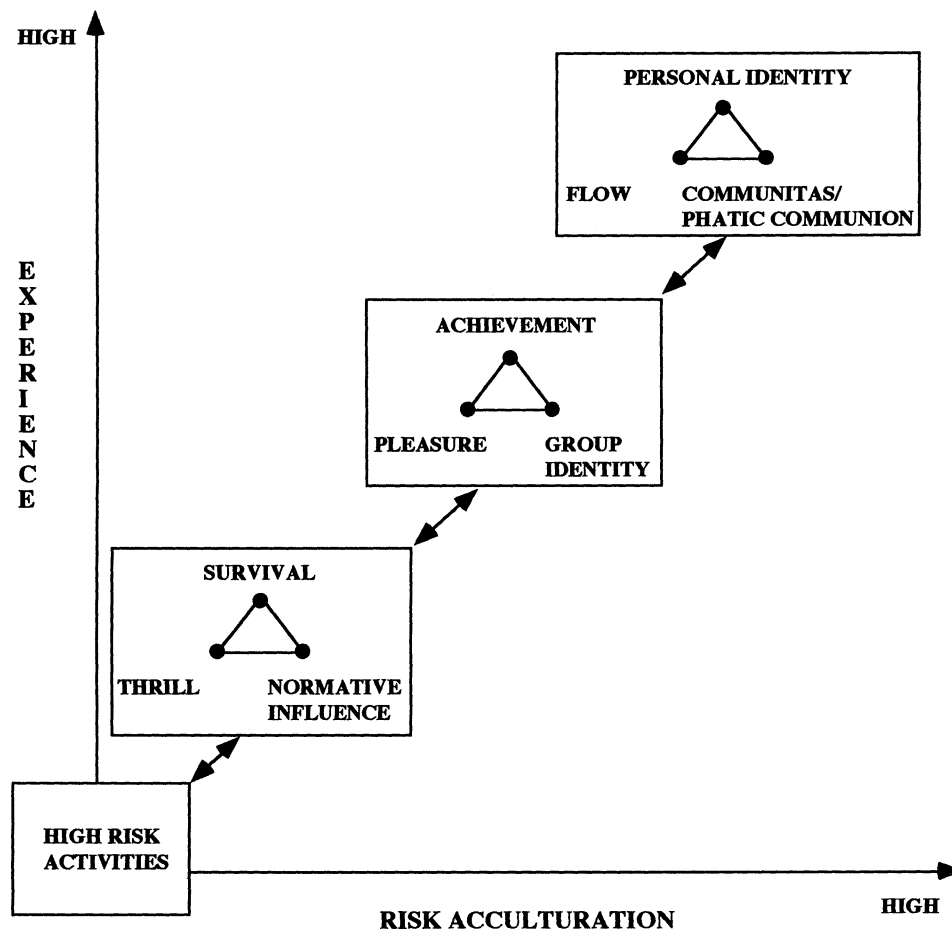 HIGH
PERSONAL IDENTITY
FLOW
COMMUNITAS/
PHATIC COMMUNION
EXPERIENCE
ACHIEVEMENT
PLEASURE
GROUP
IDENTITY
SURVIVAL
THRILL
NORMATIVE
INFLUENCE
HIGH RISK
ACTIVITIES
HIGH
RISK ACCULTURATION